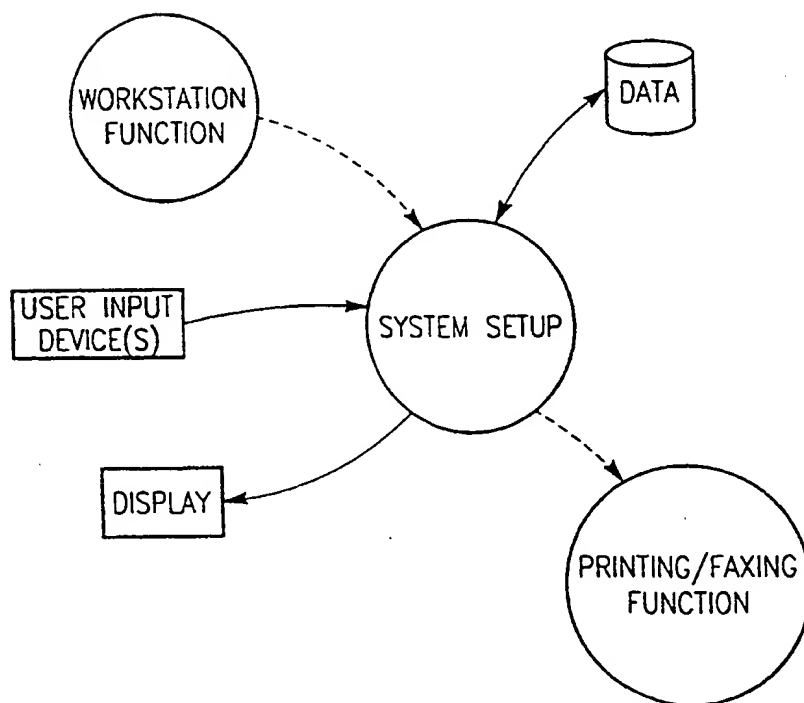 WORKSTATION
FUNCTION
DATA
USER INPUT
DEVICE(S)
SYSTEM SETUP
DISPLAY
PRINTING/FAXING
FUNCTION